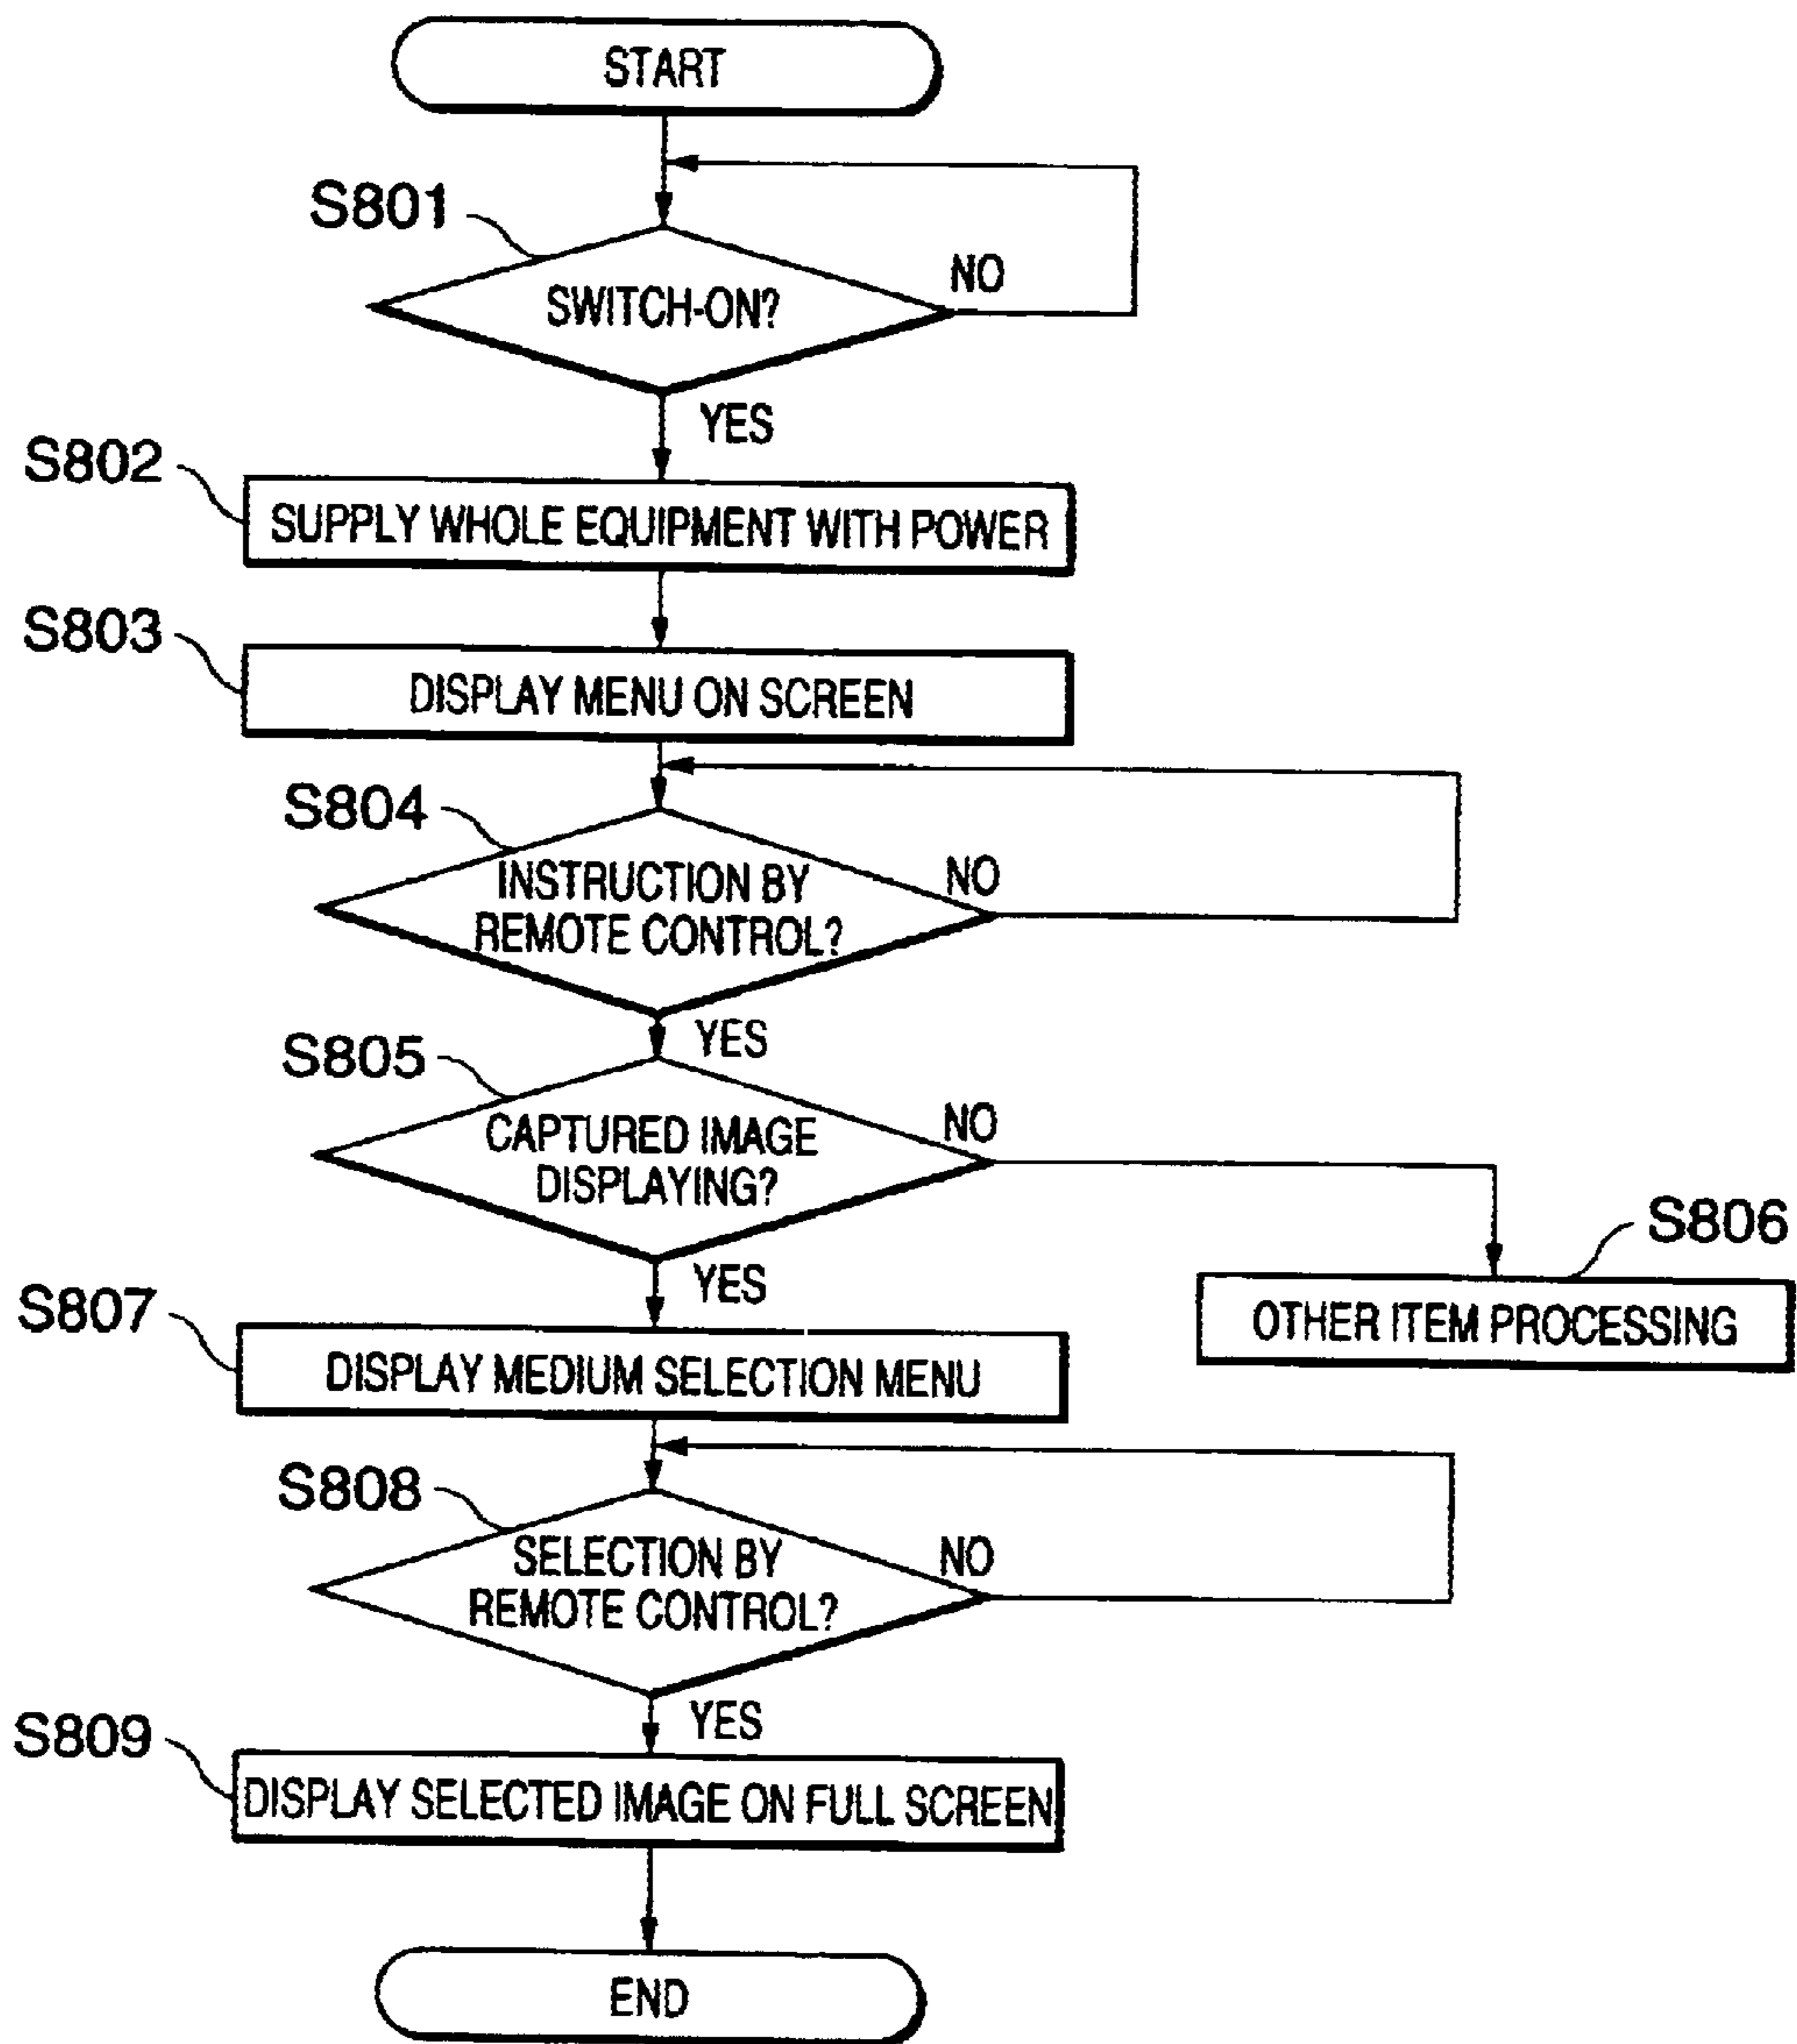 START
S801
SWITCH-ON?
NO
YES
S802
SUPPLY WHOLE EQUIPMENT WITH POWER
S803
DISPLAY MENU ON SCREEN
S804
INSTRUCTION BY
REMOTE CONTROL?
NO
YES
S805
CAPTURED IMAGE
DISPLAYING?
NO
YES
S806
OTHER ITEM PROCESSING
S807
DISPLAY MEDIUM SELECTION MENU
S808
SELECTION BY
REMOTE CONTROL?
NO
YES
S809
DISPLAY SELECTED IMAGE ON FULL SCREEN
END